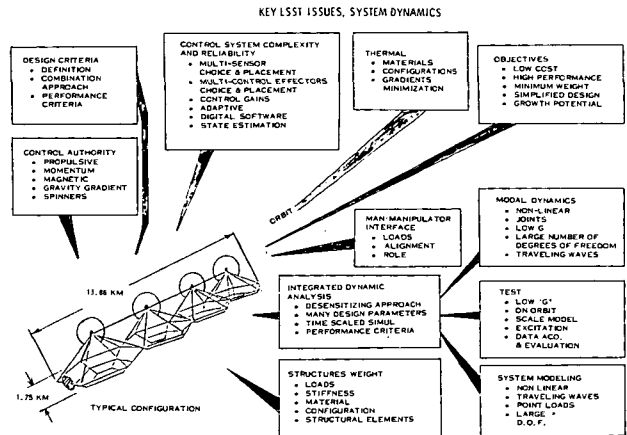 KEY LSST ISSUES, SYSTEM DYNAMICS
DESIGN CRITERIA
• DEFINITION
• COMBINATION
APPROACH
• PERFORMANCE
CRITERIA
CONTROL SYSTEM COMPLEXITY
AND RELIABILITY
• MULTI-SENSOR
CHOICE & PLACEMENT
• MULTI-CONTROL EFFECTORS
CHOICE & PLACEMENT
• CONTROL GAINS
• ADAPTIVE
• DIGITAL SOFTWARE
• STATE ESTIMATION
THERMAL
• MATERIALS
• CONFIGURATIONS
• GRADIENTS
MINIMIZATION
OBJECTIVES
• LOW COST
• HIGH PERFORMANCE
• MINIMUM WEIGHT
• SIMPLIFIED DESIGN
• GROWTH POTENTIAL
CONTROL AUTHORITY
• PROPULSIVE
• MOMENTUM
• MAGNETIC
• GRAVITY GRADIENT
• SPINNERS
ORBIT
MAN-MANIPULATOR
INTERFACE
• LOADS
• ALIGNMENT
• ROLE
MODAL DYNAMICS
• NON-LINEAR
• JOINTS
• LOW G
• LARGE NUMBER OF
DEGREES OF FREEDOM
• TRAVELING WAVES
13.86 KM
INTEGRATED DYNAMIC
ANALYSIS
• DESENSITIZING APPROACH
• MANY DESIGN PARAMETERS
• TIME SCALED SIMUL
• PERFORMANCE CRITERIA
TEST
• LOW 'G'
• ON ORBIT
• SCALE MODEL
• EXCITATION
• DATA ACQ.
& EVALUATION
1.75 KM
TYPICAL CONFIGURATION
STRUCTURES WEIGHT
• LOADS
• STIFFNESS
• MATERIAL
• CONFIGURATION
• STRUCTURAL ELEMENTS
SYSTEM MODELING
• NON LINEAR
• TRAVELING WAVES
• POINT LOADS
• LARGE
D.O.F.